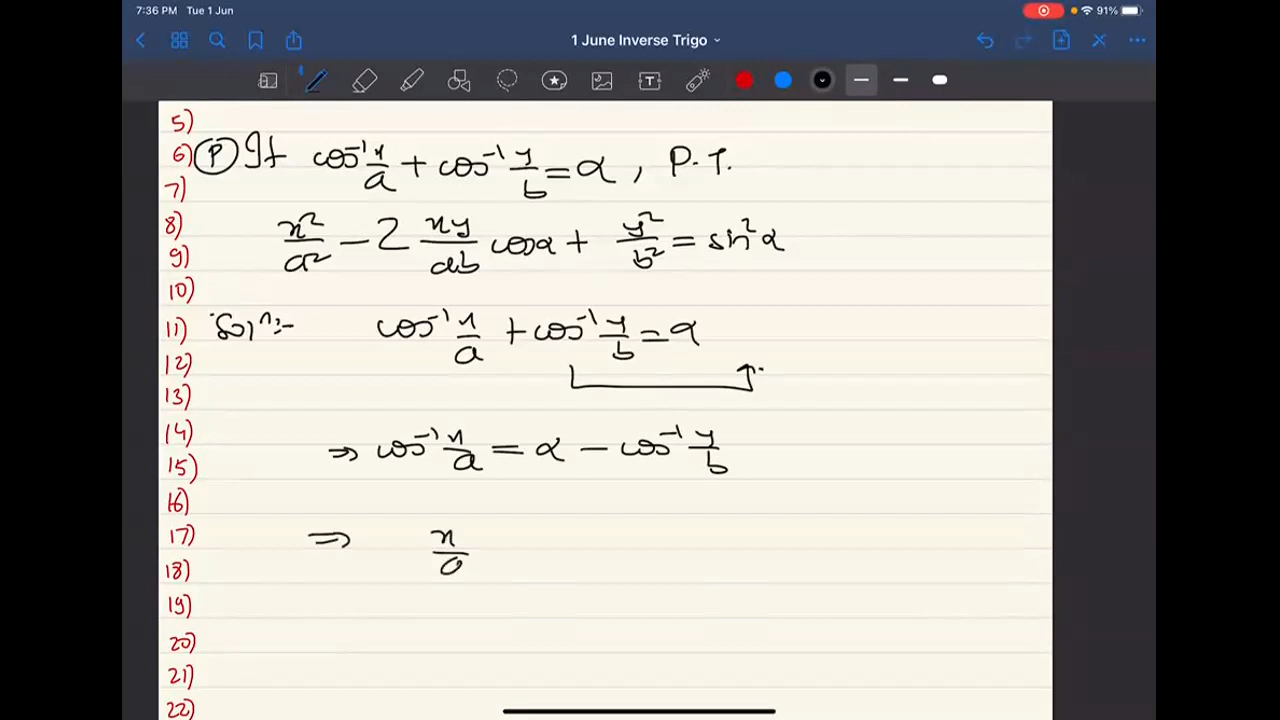 7:36 PM Tue 1 Jun 91%
1 June Inverse Trigo
5)
6) (P) If cos⁻¹ x/a + cos⁻¹ y/b = α, P.T.
7)
8) x²/a² − 2 xy/ab cosα + y²/b² = sin²α
9)
10)
11) Solⁿ:- cos⁻¹ x/a + cos⁻¹ y/b = α
12)
13)
14) ⇒ cos⁻¹ x/a = α − cos⁻¹ y/b
15)
16)
17) ⇒ x/a
18)
19)
20)
21)
22)